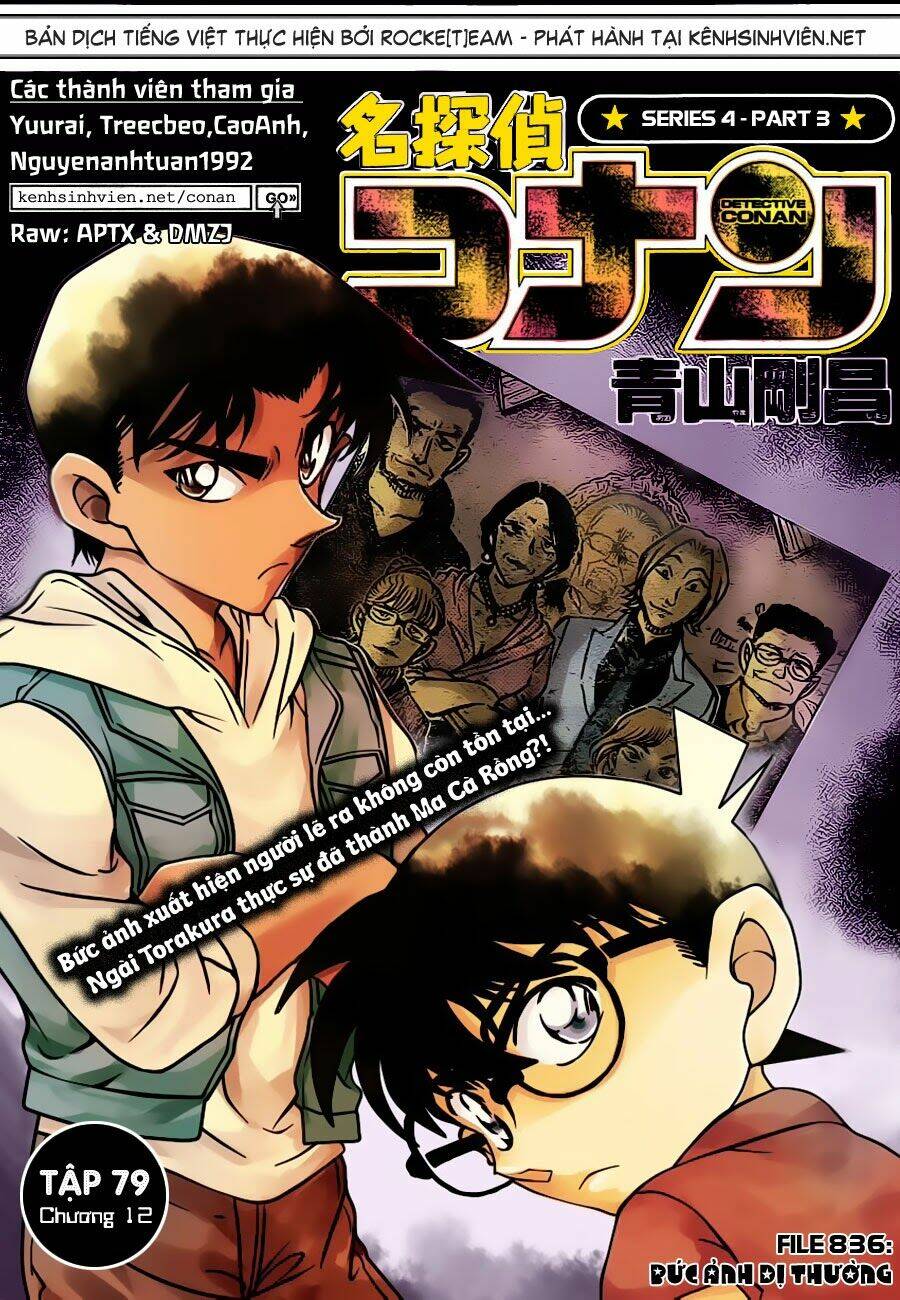 BẢN DỊCH TIẾNG VIỆT THỰC HIỆN BỞI ROCKE[T]EAM - PHÁT HÀNH TẠI KÊNHSINHVIÊN.NET
Các thành viên tham gia
Yuurai, Treecbeo,CaoAnh,
Nguyenanhtuan1992
kenhsinhvien.net/conan GO»
Raw: APTX & DMZJ
SERIES 4 - PART 3
名探偵
コナン
DETECTIVE
CONAN
青山剛昌
Bức ảnh xuất hiện người lẽ ra không còn tồn tại...
Ngài Torakura thực sự đã thành Ma Cà Rồng?!
TẬP 79
Chương 12
FILE 836:
BỨC ẢNH DỊ THƯỜNG